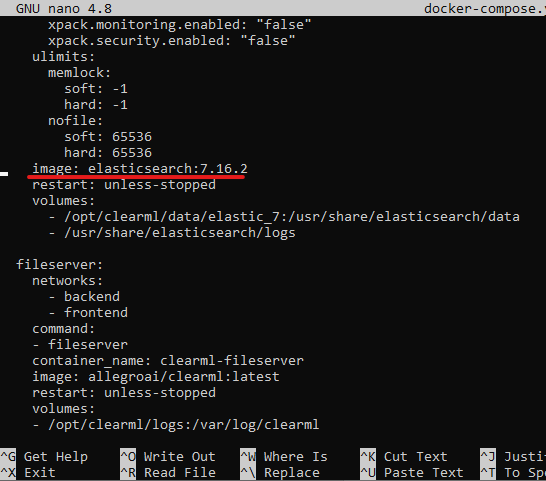 GNU nano 4.8 docker-compose.y
xpack.monitoring.enabled: "false"
xpack.security.enabled: "false"
ulimits:
memlock:
soft: -1
hard: -1
nofile:
soft: 65536
hard: 65536
image: elasticsearch:7.16.2
restart: unless-stopped
volumes:
- /opt/clearml/data/elastic_7:/usr/share/elasticsearch/data
- /usr/share/elasticsearch/logs
fileserver:
networks:
- backend
- frontend
command:
- fileserver
container_name: clearml-fileserver
image: allegroai/clearml:latest
restart: unless-stopped
volumes:
- /opt/clearml/logs:/var/log/clearml
^G Get Help ^O Write Out ^W Where Is ^K Cut Text ^J Justi
^X Exit ^R Read File ^\ Replace ^U Paste Text ^T To Spe